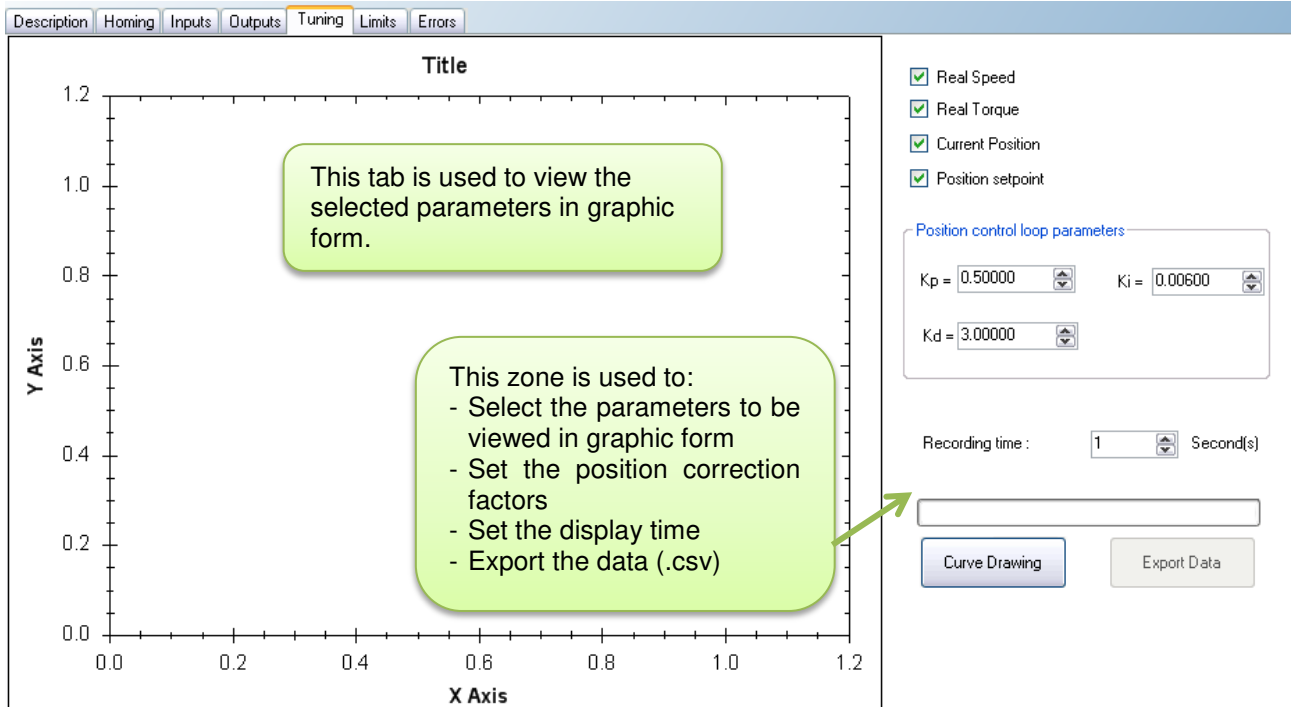 Description Homing Inputs Outputs Tuning Limits Errors
Title
1.2
1.0
0.8
0.6
0.4
0.2
0.0
Y Axis
0.0 0.2 0.4 0.6 0.8 1.0 1.2
X Axis
This tab is used to view the
selected parameters in graphic
form.
This zone is used to:
- Select the parameters to be
viewed in graphic form
- Set the position correction
factors
- Set the display time
- Export the data (.csv)
Real Speed
Real Torque
Current Position
Position setpoint
Position control loop parameters
Kp = 0.50000 Ki = 0.00600
Kd = 3.00000
Recording time : 1 Second(s)
Curve Drawing Export Data